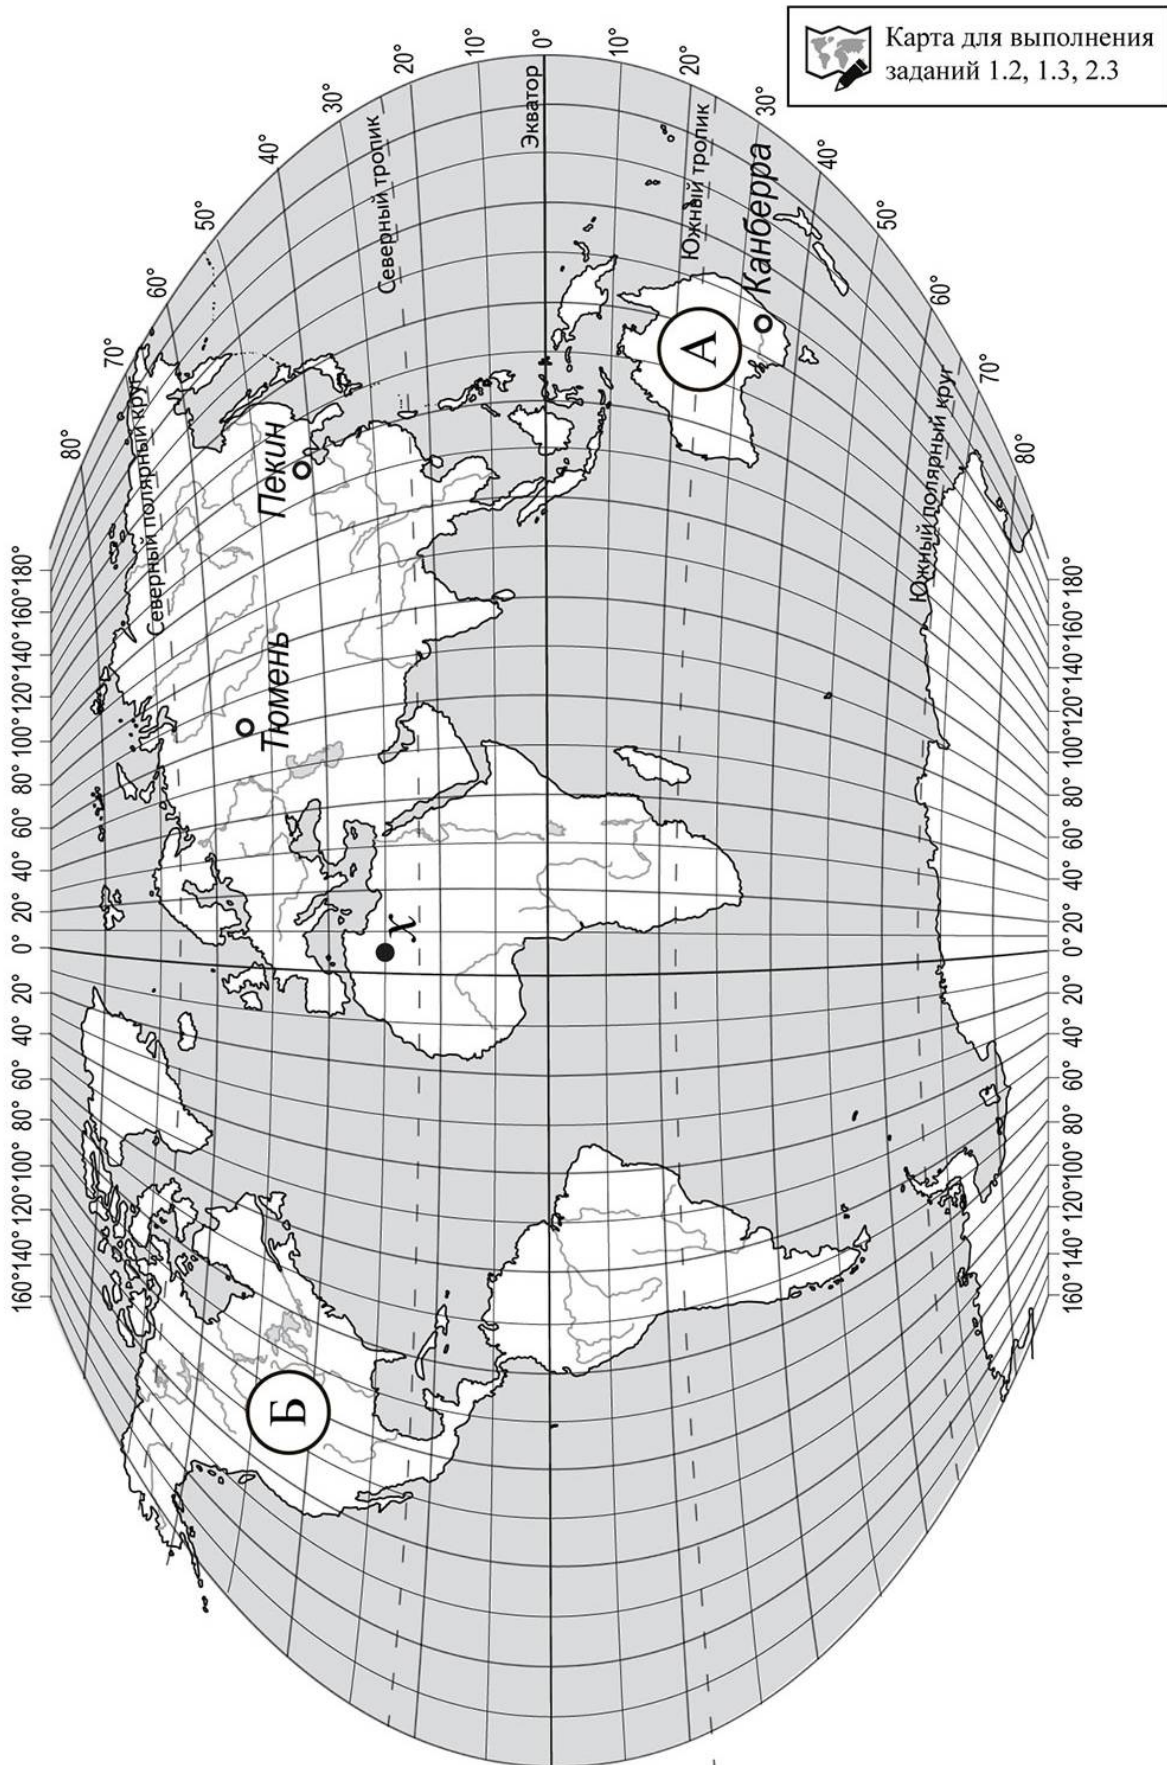 Карта для выполнения
заданий 1.2, 1.3, 2.3
80° 70° 60° 50° 40° 30° 20° 10° 0° 10° 20° 30° 40° 50° 60° 70° 80°
Северный полярный круг
Северный тропик
Экватор
Южный тропик
Южный полярный круг
Канберра
Пекин
Тюмень
А
х
Б
160° 140° 120° 100° 80° 60° 40° 20° 0° 20° 40° 60° 80° 100° 120° 140° 160° 180°
160° 140° 120° 100° 80° 60° 40° 20° 0° 20° 40° 60° 80° 100° 120° 140° 160° 180°